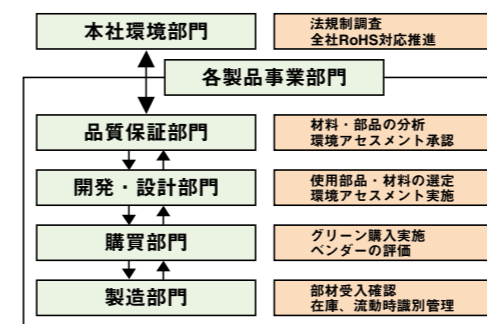 本社環境部門
法規制調査
全社RoHS対応推進
各製品事業部門
品質保証部門
材料・部品の分析
環境アセスメント承認
開発・設計部門
使用部品・材料の選定
環境アセスメント実施
購買部門
グリーン購入実施
ベンダーの評価
製造部門
部材受入確認
在庫、流動時識別管理